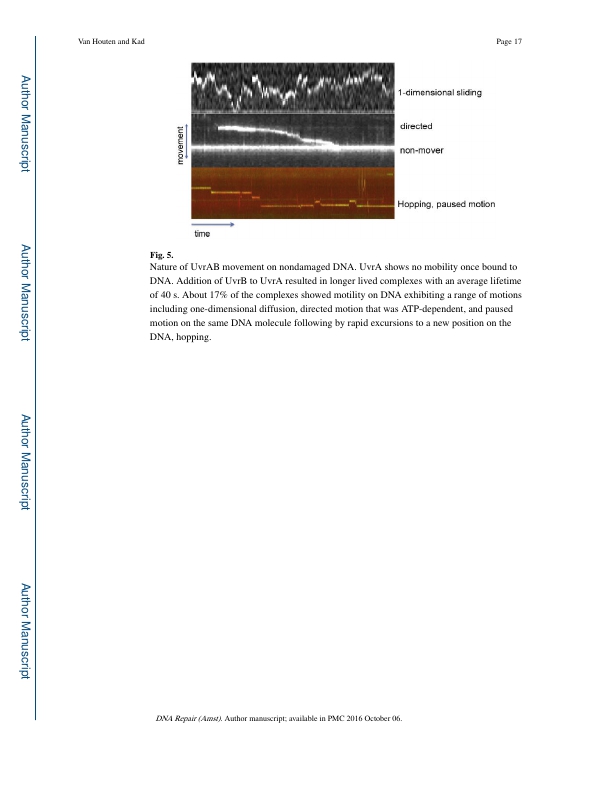 Van Houten and Kad
Page 17
Author Manuscript
Author Manuscript
Author Manuscript
Author Manuscript
1-dimensional sliding
directed
non-mover
Hopping, paused motion
movement
time
Fig. 5.
Nature of UvrAB movement on nondamaged DNA. UvrA shows no mobility once bound to
DNA. Addition of UvrB to UvrA resulted in longer lived complexes with an average lifetime
of 40 s. About 17% of the complexes showed motility on DNA exhibiting a range of motions
including one-dimensional diffusion, directed motion that was ATP-dependent, and paused
motion on the same DNA molecule following by rapid excursions to a new position on the
DNA, hopping.
DNA Repair (Amst). Author manuscript; available in PMC 2016 October 06.